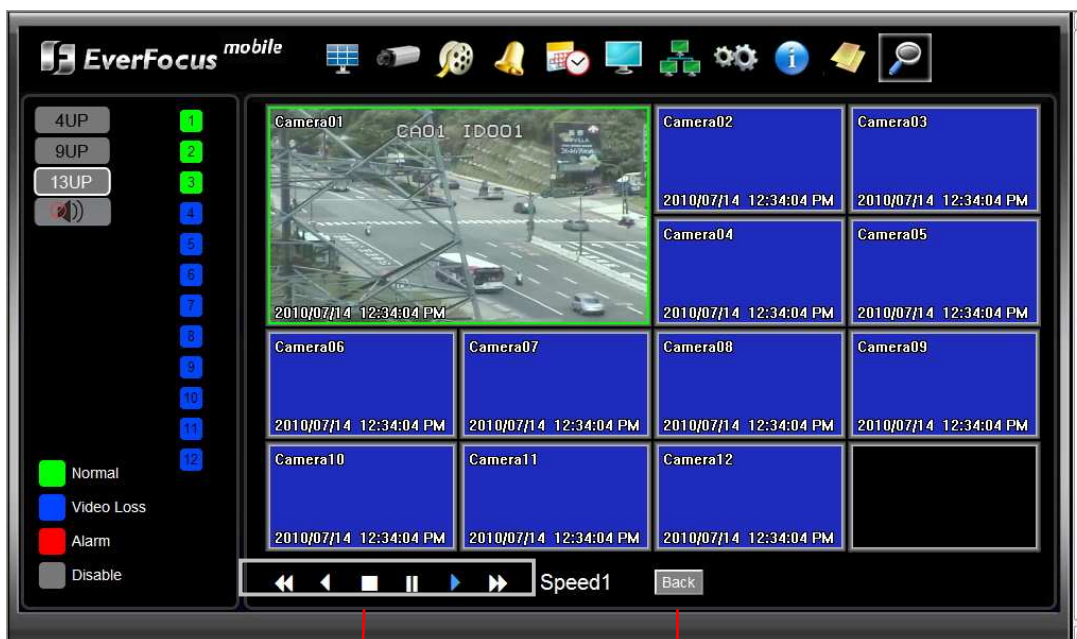 EverFocus mobile
4UP
9UP
13UP
1
2
3
4
5
6
7
8
9
10
11
12
Normal
Video Loss
Alarm
Disable
Camera01
CA01 ID001
2010/07/14 12:34:04 PM
Camera02
2010/07/14 12:34:04 PM
Camera03
2010/07/14 12:34:04 PM
Camera04
2010/07/14 12:34:04 PM
Camera05
2010/07/14 12:34:04 PM
Camera06
2010/07/14 12:34:04 PM
Camera07
2010/07/14 12:34:04 PM
Camera08
2010/07/14 12:34:04 PM
Camera09
2010/07/14 12:34:04 PM
Camera10
2010/07/14 12:34:04 PM
Camera11
2010/07/14 12:34:04 PM
Camera12
2010/07/14 12:34:04 PM
Speed1
Back